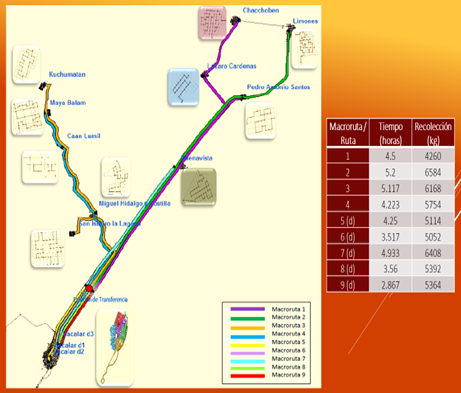 Chacchoben
Limones
Lázaro Cardenas
Kuchumatan
Pedro Antonio Santos
Maya Balam
Caan Lumil
Buenavista
Miguel Hidalgo y Costilla
San Isidro la Laguna
de Transferencia
Bacalar d3
Bacalar d1
Bacalar d2
Macroruta 1
Macroruta 2
Macroruta 3
Macroruta 4
Macroruta 5
Macroruta 6
Macroruta 7
Macroruta 8
Macroruta 9
Macroruta / Ruta Tiempo (horas) Recolección (kg)
1 4.5 4260
2 5.2 6584
3 5.117 6168
4 4.223 5754
5 (d) 4.25 5114
6 (d) 3.517 5052
7 (d) 4.933 6408
8 (d) 3.56 5392
9 (d) 2.867 5364